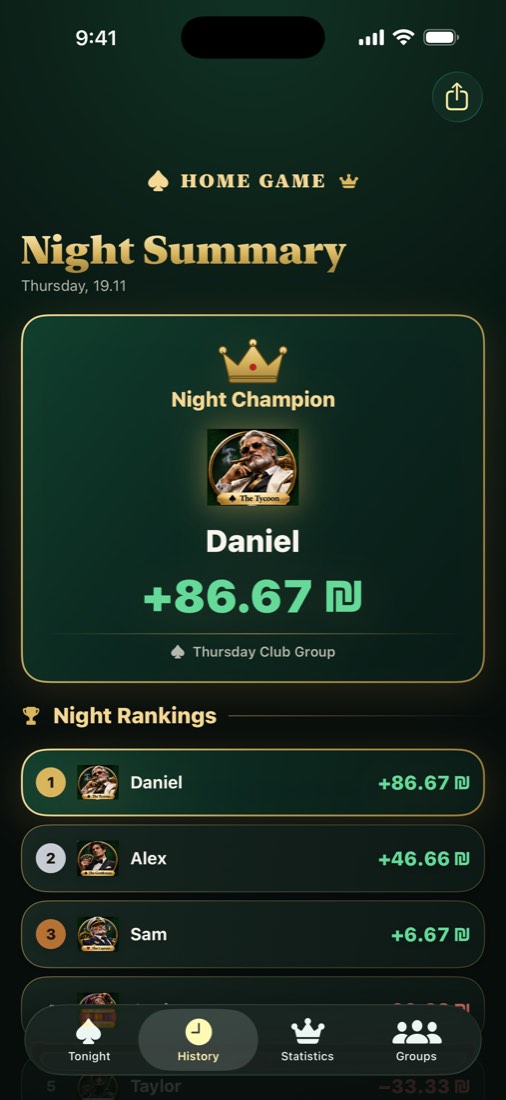 9:41
HOME GAME
Night Summary
Thursday, 19.11
Night Champion
The Tycoon
Daniel
+86.67 ₪
Thursday Club Group
Night Rankings
1 Daniel +86.67 ₪
2 Alex +46.66 ₪
3 Sam +6.67 ₪
Tonight History Statistics Groups
5 Taylor −33.33 ₪